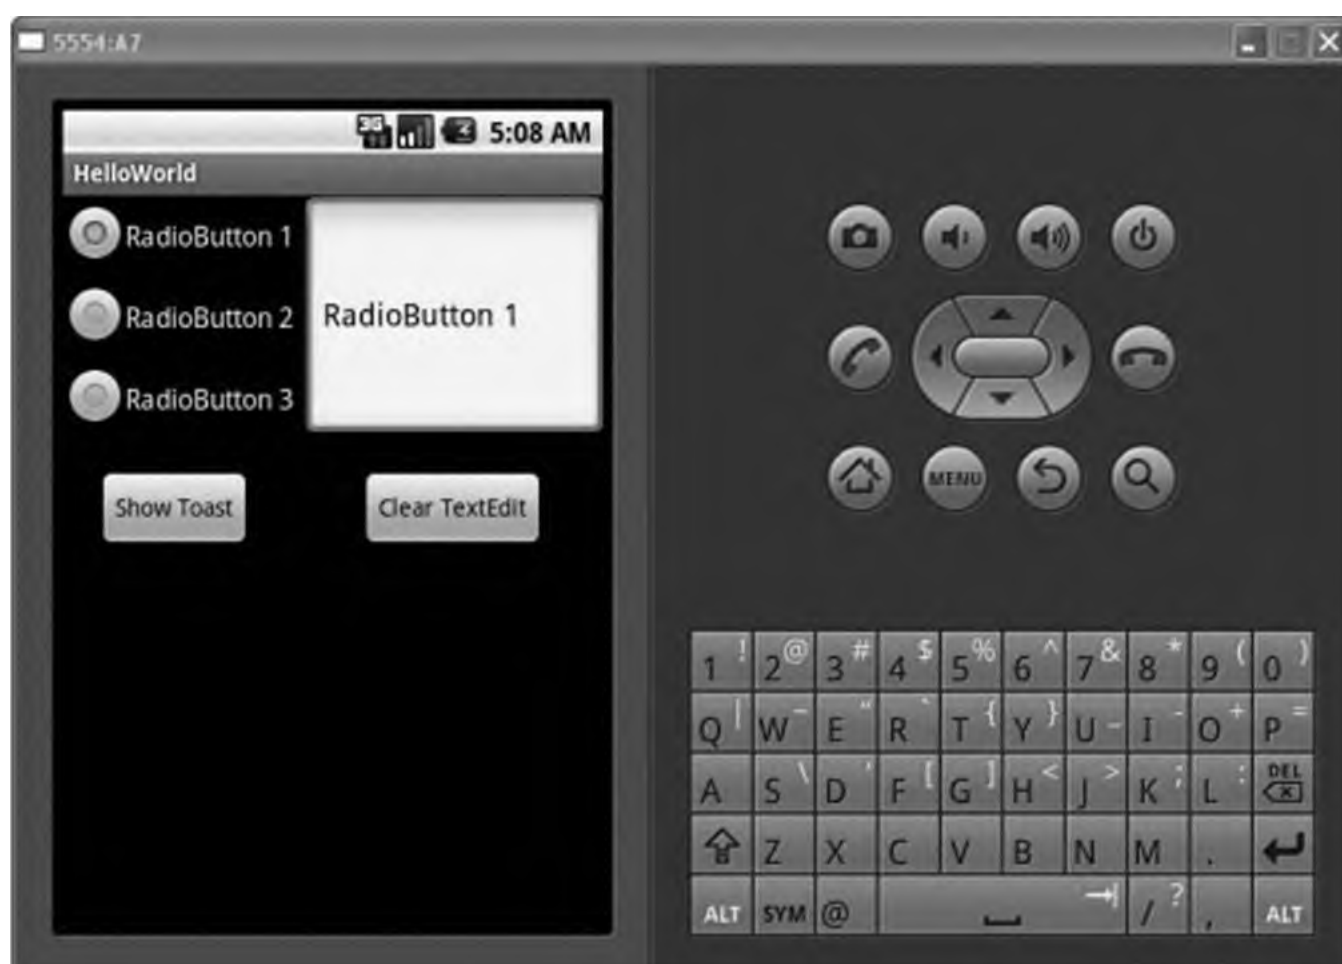 5554:A7
3G 5:08 AM
HelloWorld
RadioButton 1
RadioButton 2
RadioButton 3
RadioButton 1
Show Toast
Clear TextEdit
MENU
1 ! 2 @ 3 # 4 $ 5 % 6 ^ 7 & 8 * 9 ( 0 )
Q | W ~ E " R ` T { Y } U _ I - O + P =
A S \ D ' F [ G ] H < J > K ; L : DEL
Z X C V B N M .
ALT SYM @ / ? , ALT